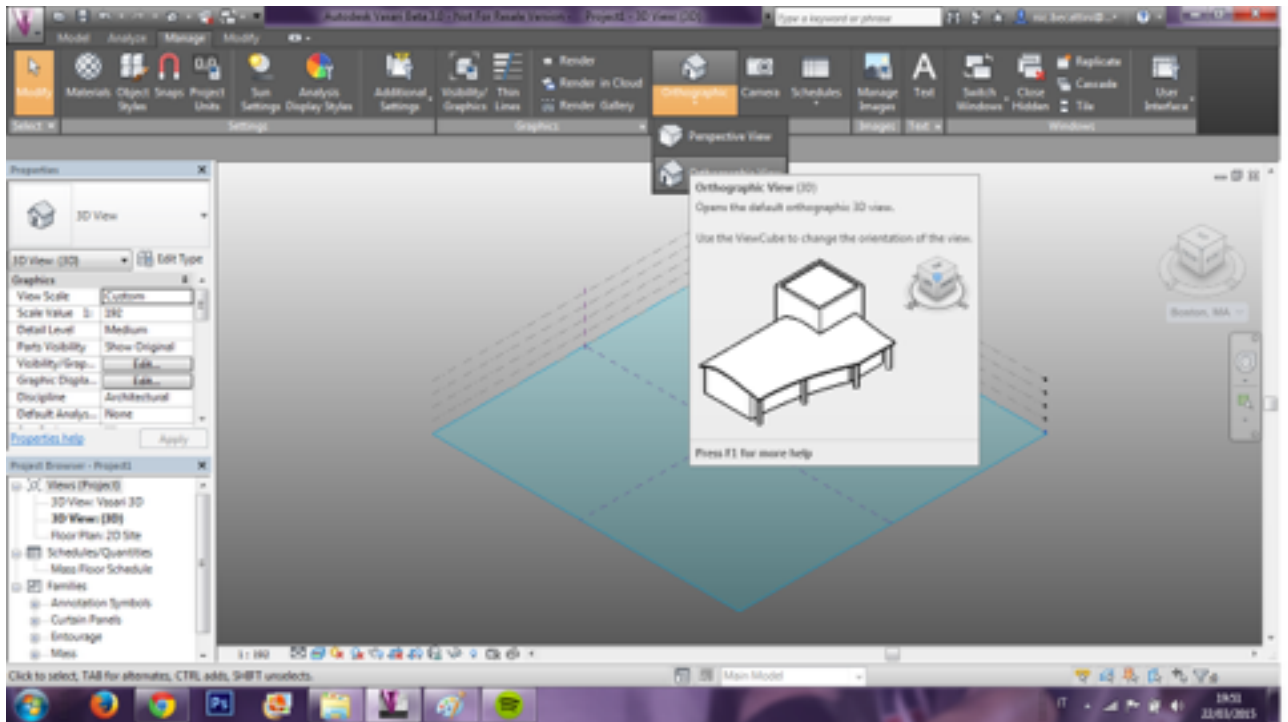 Autodesk Vasari Beta 3.0 - Not For Resale Version - Project1 - 3D View: {3D}
Type a keyword or phrase
Model Analyze Manage Modify
Modify
Materials
Object Styles
Snaps
Project Units
Sun Settings
Analysis Display Styles
Additional Settings
Visibility/ Graphics
Thin Lines
Render
Render in Cloud
Render Gallery
Orthographic
Camera
Schedules
Manage Images
Text
Switch Windows
Close Hidden
Replicate
Cascade
Tile
User Interface
Select
Settings
Graphics
Images
Text
Windows
Perspective View
Orthographic View (3D)
Opens the default orthographic 3D view.
Use the ViewCube to change the orientation of the view.
Press F1 for more help
Boston, MA
Properties
3D View
3D View: {3D}
Edit Type
Graphics
View Scale Custom
Scale Value 1: 192
Detail Level Medium
Parts Visibility Show Original
Visibility/Grap... Edit...
Graphic Displa... Edit...
Discipline Architectural
Default Analys... None
Properties help
Apply
Project Browser - Project1
Views (Project)
3D View: Vasari 3D
3D View: {3D}
Floor Plan: 2D Site
Schedules/Quantities
Mass Floor Schedule
Families
Annotation Symbols
Curtain Panels
Entourage
Mass
1 : 192
Click to select, TAB for alternates, CTRL adds, SHIFT unselects.
Main Model
Ps
IT
19:51
22/03/2015